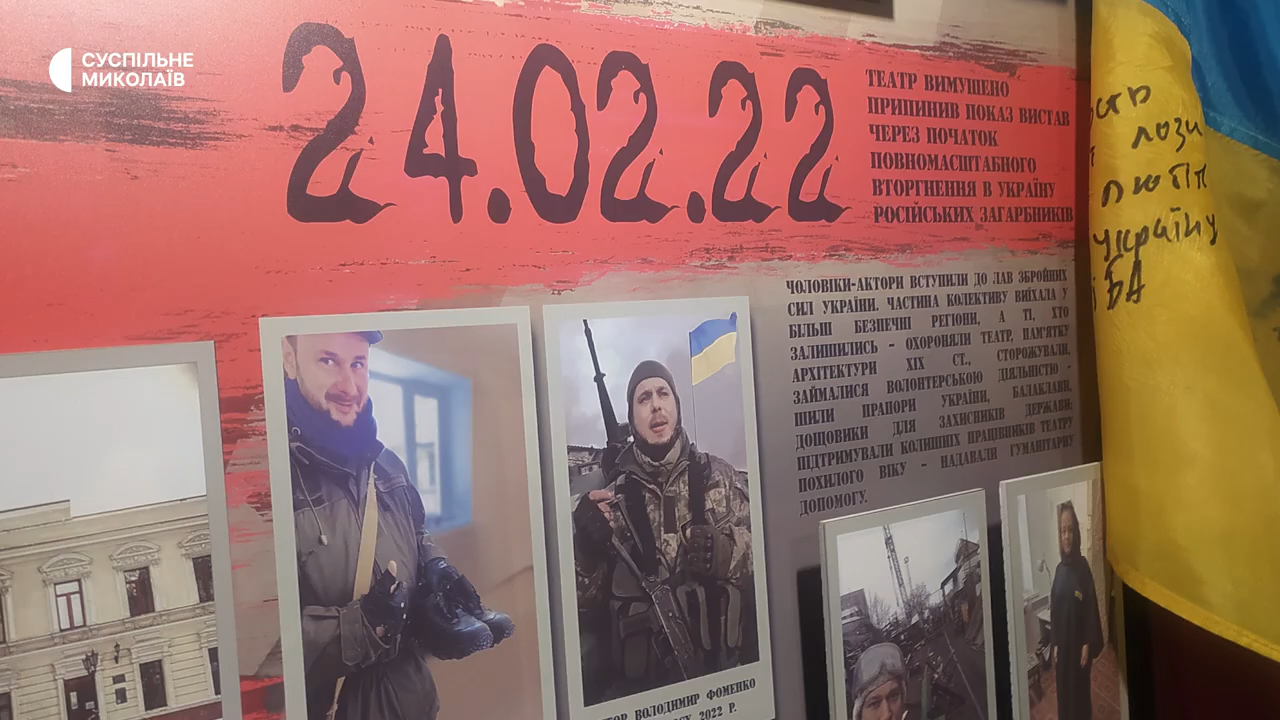 СУСПІЛЬНЕ
МИКОЛАЇВ
24.02.22
ТЕАТР ВИМУШЕНО
ПРИПИНИВ ПОКАЗ ВИСТАВ
ЧЕРЕЗ ПОЧАТОК
ПОВНОМАСШТАБНОГО
ВТОРГНЕННЯ В УКРАЇНУ
РОСІЙСЬКИХ ЗАГАРБНИКІВ
ЧОЛОВІКИ-АКТОРИ ВСТУПИЛИ ДО ЛАВ ЗБРОЙНИХ
СИЛ УКРАЇНИ. ЧАСТИНА КОЛЕКТИВУ ВИЇХАЛА У
БІЛЬШ БЕЗПЕЧНІ РЕГІОНИ, А ТІ, ХТО
ЗАЛИШИЛИСЬ – ОХОРОНЯЛИ ТЕАТР, ПАМ'ЯТКУ
АРХІТЕКТУРИ XIX СТ., СТОРОЖУВАЛИ,
ЗАЙМАЛИСЯ ВОЛОНТЕРСЬКОЮ ДІЯЛЬНІСТЮ –
ШИЛИ ПРАПОРИ УКРАЇНИ, БАЛАКЛАВИ,
ДОЩОВИКИ ДЛЯ ЗАХИСНИКІВ ДЕРЖАВИ;
ПІДТРИМУВАЛИ КОЛИШНІХ ПРАЦІВНИКІВ ТЕАТРУ
ПОХИЛОГО ВІКУ – НАДАВАЛИ ГУМАНІТАРНУ
ДОПОМОГУ.
україну
БА
ВОЛОДИМИР ФОМЕНКО
2022 Р.